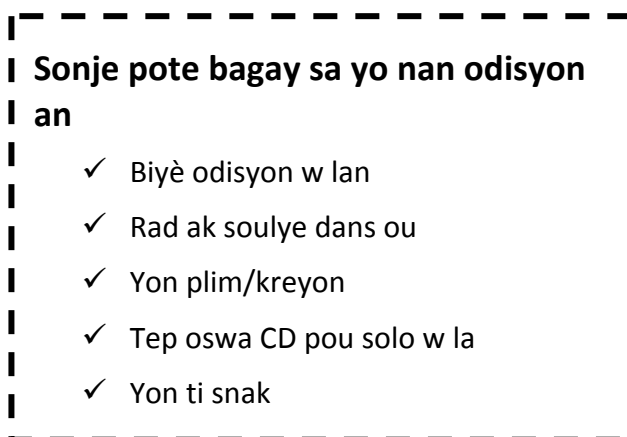 Sonje pote bagay sa yo nan odisyon
an
✓ Biyè odisyon w lan
✓ Rad ak soulye dans ou
✓ Yon plim/kreyon
✓ Tep oswa CD pou solo w la
✓ Yon ti snak